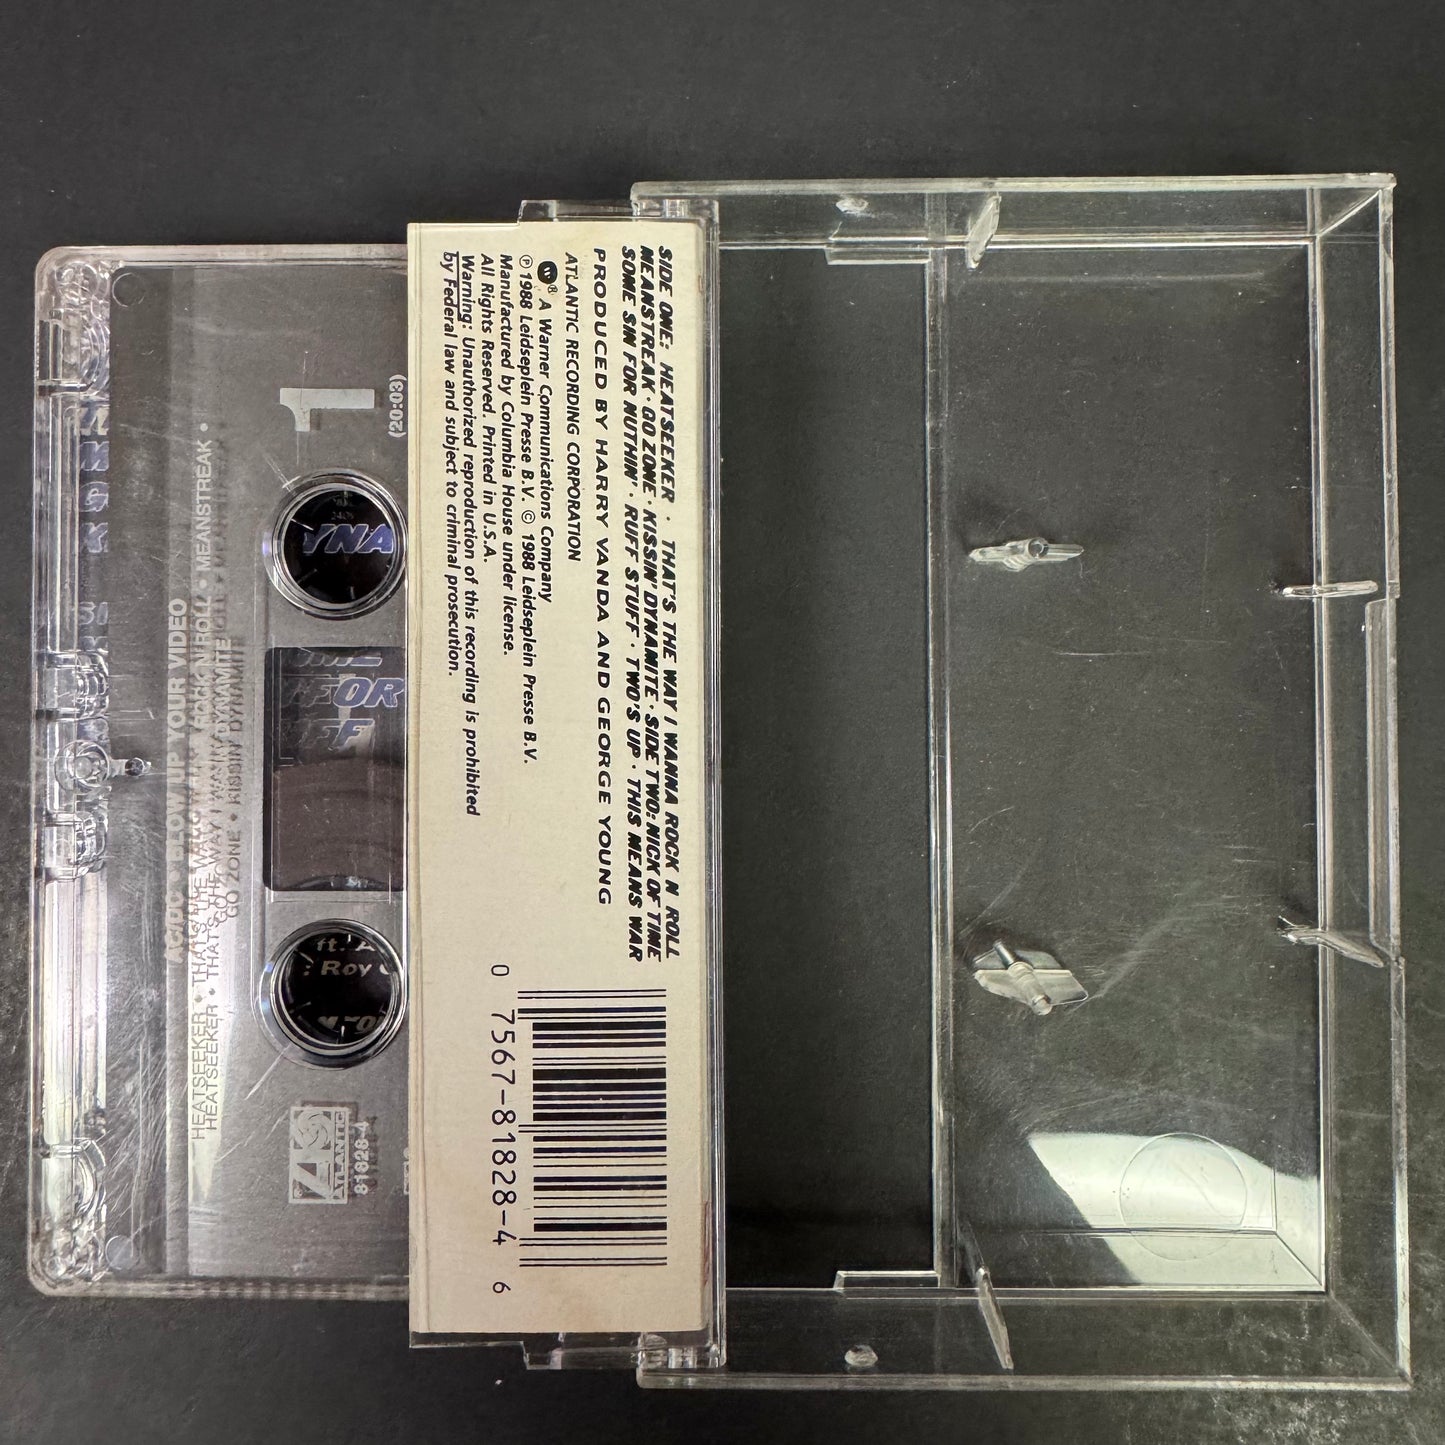 SIDE ONE: HEATSEEKER · THAT'S THE WAY I WANNA ROCK N ROLL
MEANSTREAK · GO ZONE · KISSIN' DYNAMITE · SIDE TWO: NICK OF TIME
SOME SIN FOR NUTHIN' · RUFF STUFF · TWO'S UP · THIS MEANS WAR
PRODUCED BY HARRY VANDA AND GEORGE YOUNG
ATLANTIC RECORDING CORPORATION
® A Warner Communications Company
℗ 1988 Leidseplein Presse B.V. © 1988 Leidseplein Presse B.V.
Manufactured by Columbia House under license.
All Rights Reserved. Printed in U.S.A.
Warning: Unauthorized reproduction of this recording is prohibited
by Federal law and subject to criminal prosecution.
0 7567-81828-4 6
1
(20:03)
AC/DC • BLOW UP YOUR VIDEO
HEATSEEKER • THAT'S THE WAY I WANNA ROCK N ROLL • MEANSTREAK •
GO ZONE • KISSIN' DYNAMITE
ATLANTIC
81828-4
YNA